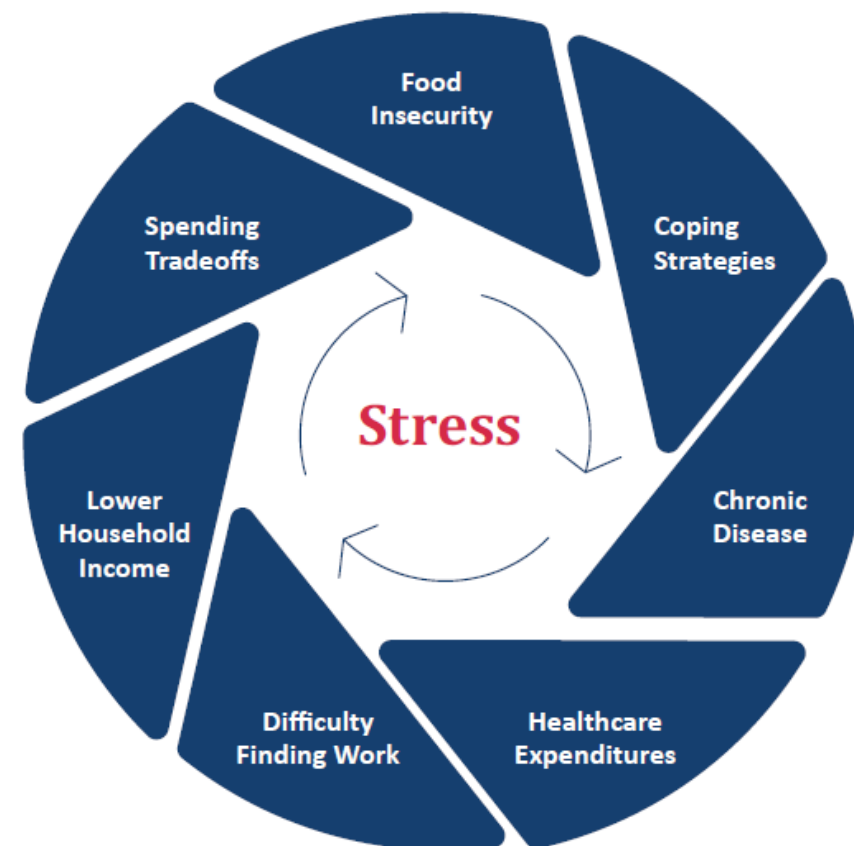 Food
Insecurity
Coping
Strategies
Chronic
Disease
Healthcare
Expenditures
Difficulty
Finding Work
Lower
Household
Income
Spending
Tradeoffs
Stress